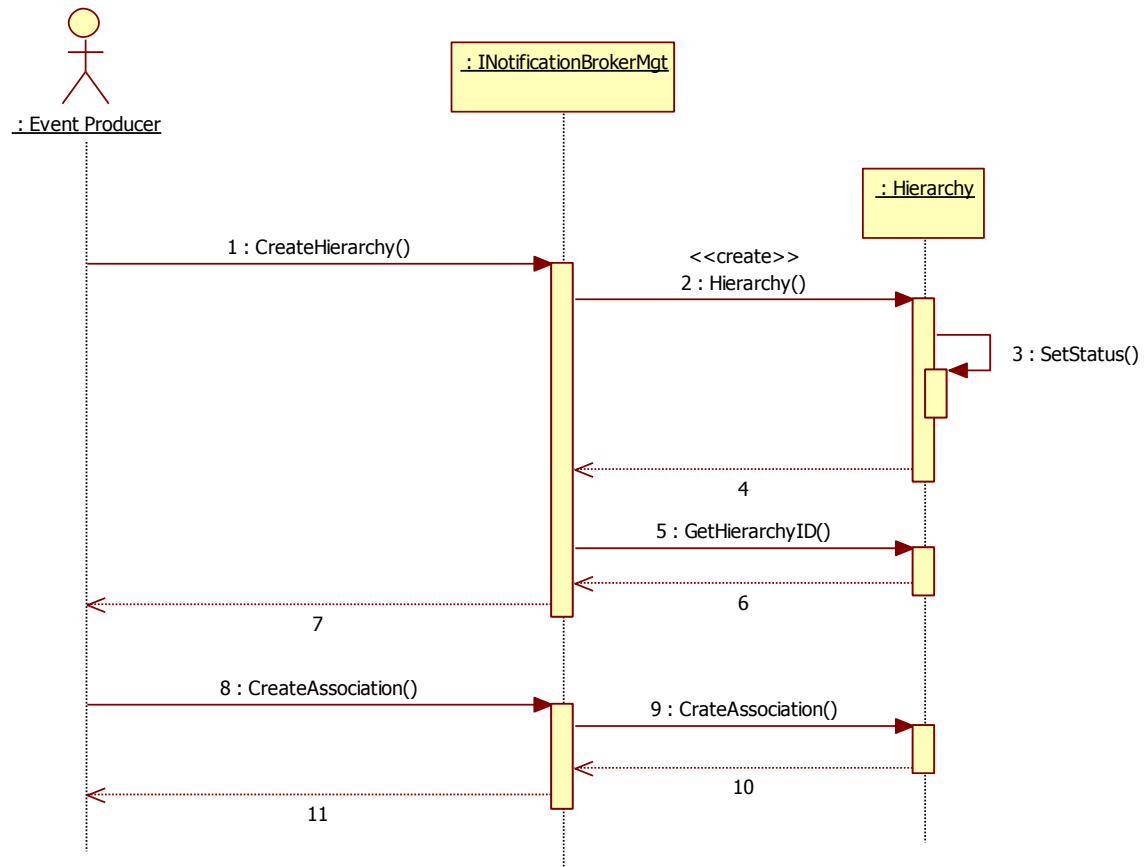 : INotificationBrokerMgt
: Event Producer
: Hierarchy
1 : CreateHierarchy()
<<create>>
2 : Hierarchy()
3 : SetStatus()
4
5 : GetHierarchyID()
6
7
8 : CreateAssociation()
9 : CrateAssociation()
10
11